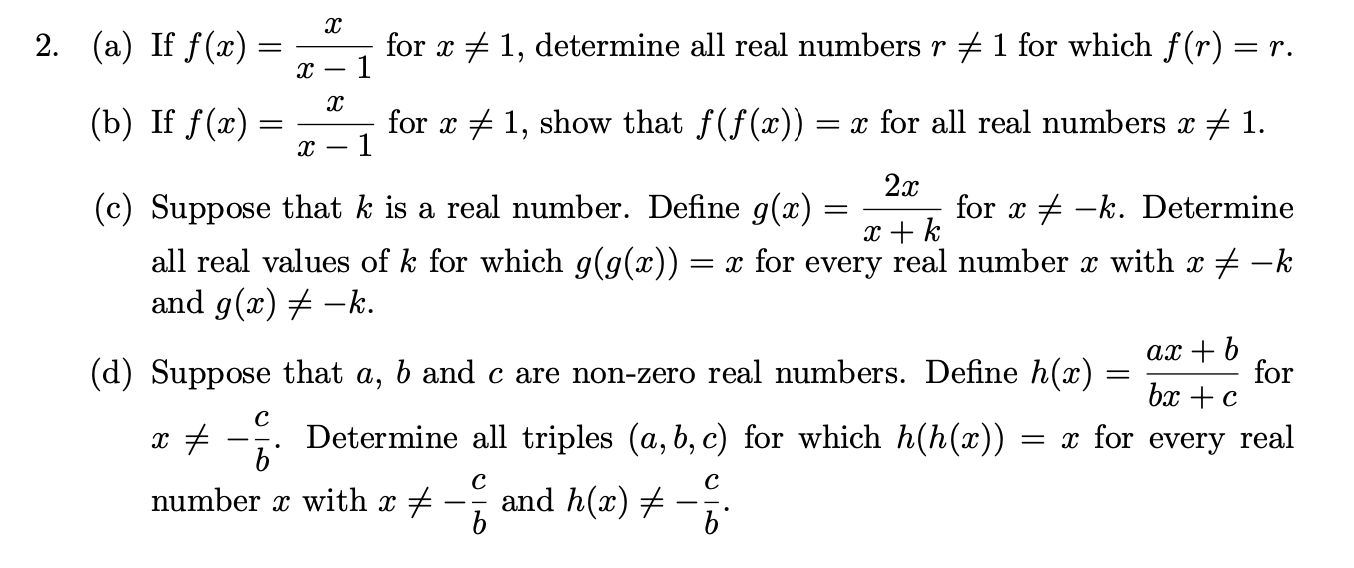 2. (a) If f(x) = x/(x − 1) for x ≠ 1, determine all real numbers r ≠ 1 for which f(r) = r.
(b) If f(x) = x/(x − 1) for x ≠ 1, show that f(f(x)) = x for all real numbers x ≠ 1.
(c) Suppose that k is a real number. Define g(x) = 2x/(x + k) for x ≠ −k. Determine
all real values of k for which g(g(x)) = x for every real number x with x ≠ −k
and g(x) ≠ −k.
(d) Suppose that a, b and c are non-zero real numbers. Define h(x) = (ax + b)/(bx + c) for
x ≠ −c/b. Determine all triples (a, b, c) for which h(h(x)) = x for every real
number x with x ≠ −c/b and h(x) ≠ −c/b.